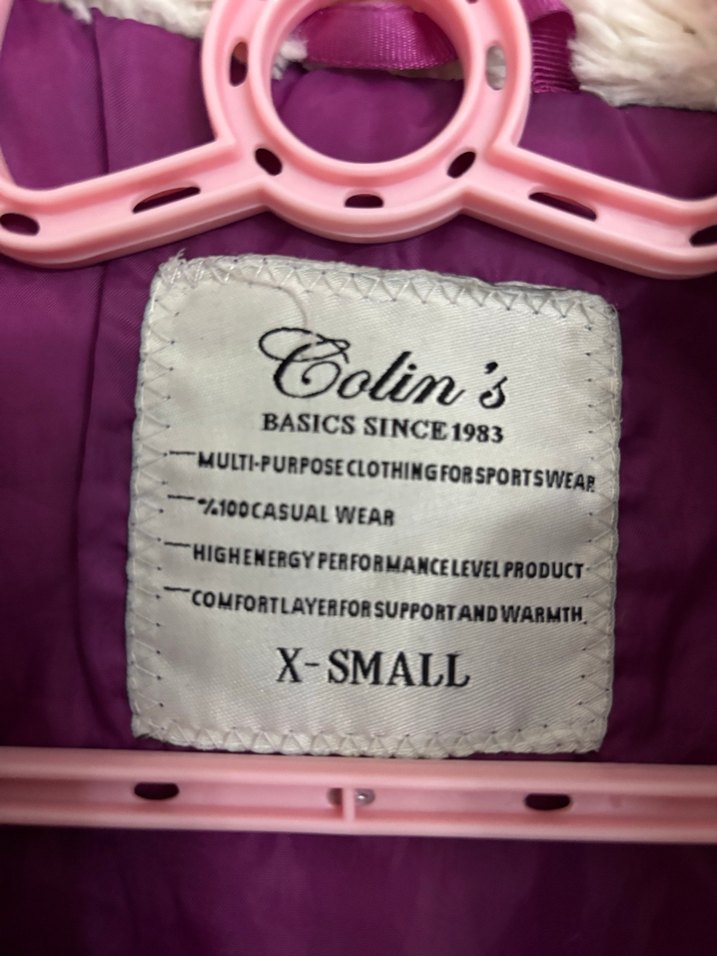 Colin's
BASICS SINCE 1983
—MULTI-PURPOSE CLOTHING FOR SPORTSWEAR
—%100 CASUAL WEAR
—HIGH ENERGY PERFORMANCE LEVEL PRODUCT
—COMFORT LAYER FOR SUPPORT AND WARMTH
X-SMALL